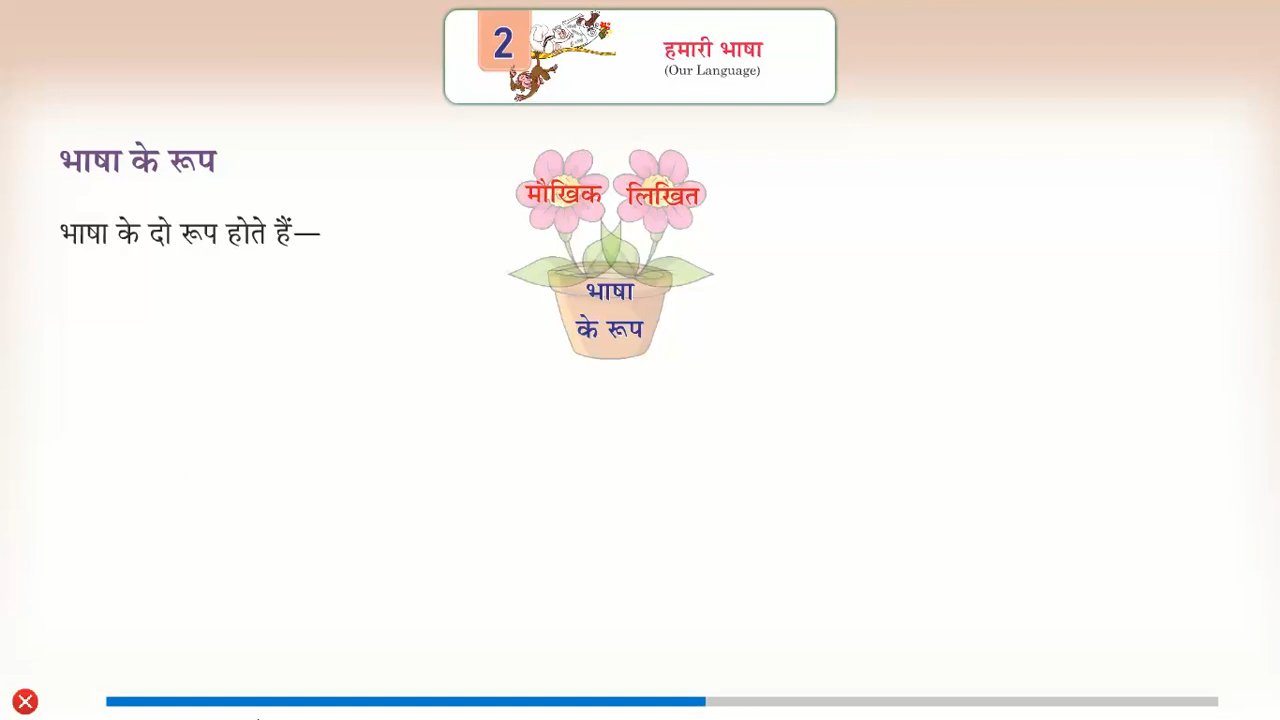 2
हमारी भाषा
(Our Language)
भाषा के रूप
भाषा के दो रूप होते हैं—
मौखिक
लिखित
भाषा
के रूप